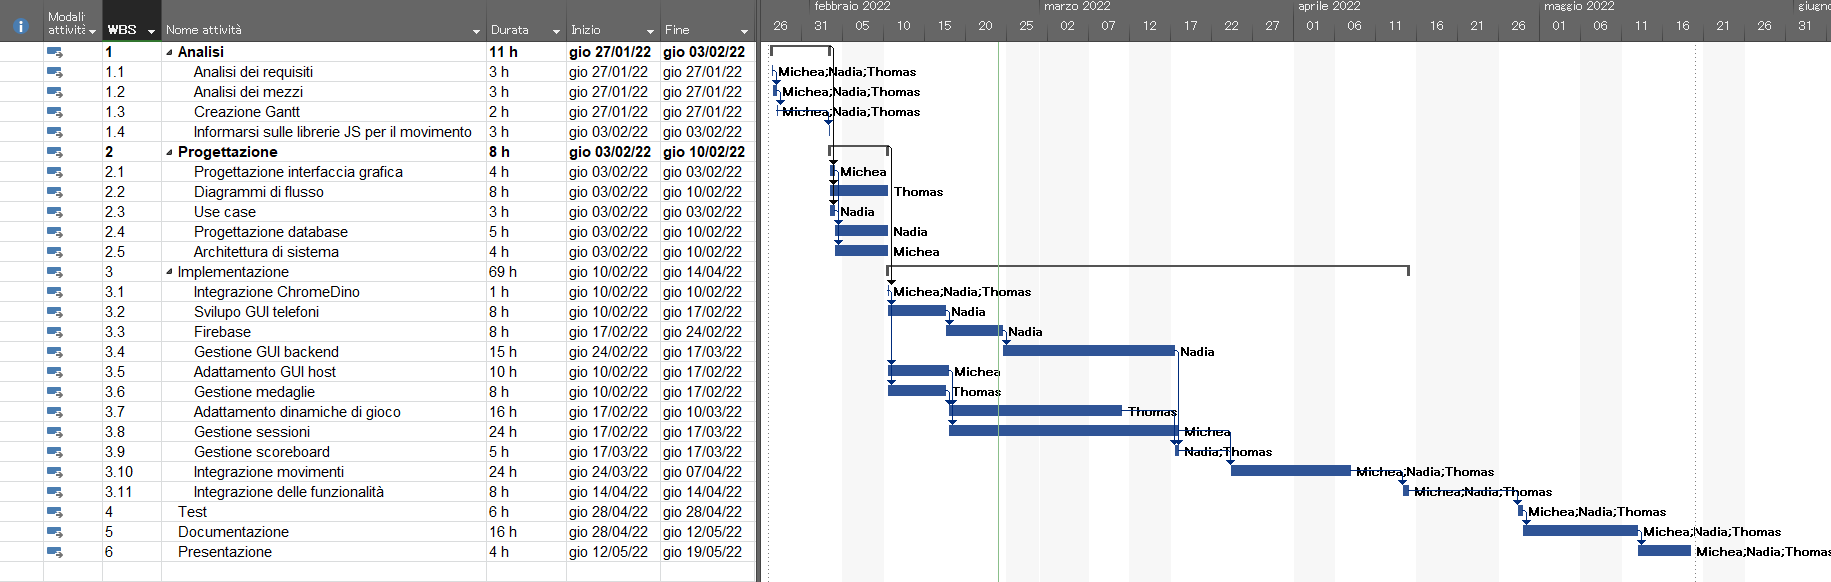 febbraio 2022 marzo 2022 aprile 2022 maggio 2022 giugno
Modali attività WBS Nome attività Durata Inizio Fine 26 31 05 10 15 20 25 02 07 12 17 22 27 01 06 11 16 21 26 01 06 11 16 21 26 31
1 Analisi 11 h gio 27/01/22 gio 03/02/22
1.1 Analisi dei requisiti 3 h gio 27/01/22 gio 27/01/22 Michea;Nadia;Thomas
1.2 Analisi dei mezzi 3 h gio 27/01/22 gio 27/01/22 Michea;Nadia;Thomas
1.3 Creazione Gantt 2 h gio 27/01/22 gio 27/01/22 Michea;Nadia;Thomas
1.4 Informarsi sulle librerie JS per il movimento 3 h gio 03/02/22 gio 03/02/22
2 Progettazione 8 h gio 03/02/22 gio 10/02/22
2.1 Progettazione interfaccia grafica 4 h gio 03/02/22 gio 03/02/22 Michea
2.2 Diagrammi di flusso 8 h gio 03/02/22 gio 10/02/22 Thomas
2.3 Use case 3 h gio 03/02/22 gio 03/02/22 Nadia
2.4 Progettazione database 5 h gio 03/02/22 gio 10/02/22 Nadia
2.5 Architettura di sistema 4 h gio 03/02/22 gio 10/02/22 Michea
3 Implementazione 69 h gio 10/02/22 gio 14/04/22
3.1 Integrazione ChromeDino 1 h gio 10/02/22 gio 10/02/22 Michea;Nadia;Thomas
3.2 Svilupo GUI telefoni 8 h gio 10/02/22 gio 17/02/22 Nadia
3.3 Firebase 8 h gio 17/02/22 gio 24/02/22 Nadia
3.4 Gestione GUI backend 15 h gio 24/02/22 gio 17/03/22 Nadia
3.5 Adattamento GUI host 10 h gio 10/02/22 gio 17/02/22 Michea
3.6 Gestione medaglie 8 h gio 10/02/22 gio 17/02/22 Thomas
3.7 Adattamento dinamiche di gioco 16 h gio 17/02/22 gio 10/03/22 Thomas
3.8 Gestione sessioni 24 h gio 17/02/22 gio 17/03/22 Michea
3.9 Gestione scoreboard 5 h gio 17/03/22 gio 17/03/22 Nadia;Thomas
3.10 Integrazione movimenti 24 h gio 24/03/22 gio 07/04/22 Michea;Nadia;Thomas
3.11 Integrazione delle funzionalità 8 h gio 14/04/22 gio 14/04/22 Michea;Nadia;Thomas
4 Test 6 h gio 28/04/22 gio 28/04/22 Michea;Nadia;Thomas
5 Documentazione 16 h gio 28/04/22 gio 12/05/22 Michea;Nadia;Thomas
6 Presentazione 4 h gio 12/05/22 gio 19/05/22 Michea;Nadia;Thomas